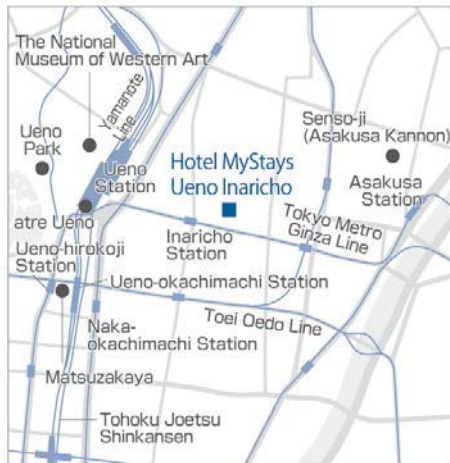 The National
Museum of Western Art
Yamanote
Line
Ueno
Park
Ueno
Station
Senso-ji
(Asakusa Kannon)
Hotel MyStays
Ueno Inaricho
Asakusa
Station
atre Ueno
Tokyo Metro
Ginza Line
Inaricho
Station
Ueno-hirokoji
Station
Ueno-okachimachi Station
Toei Oedo Line
Naka-
okachimachi Station
Matsuzakaya
Tohoku Joetsu
Shinkansen